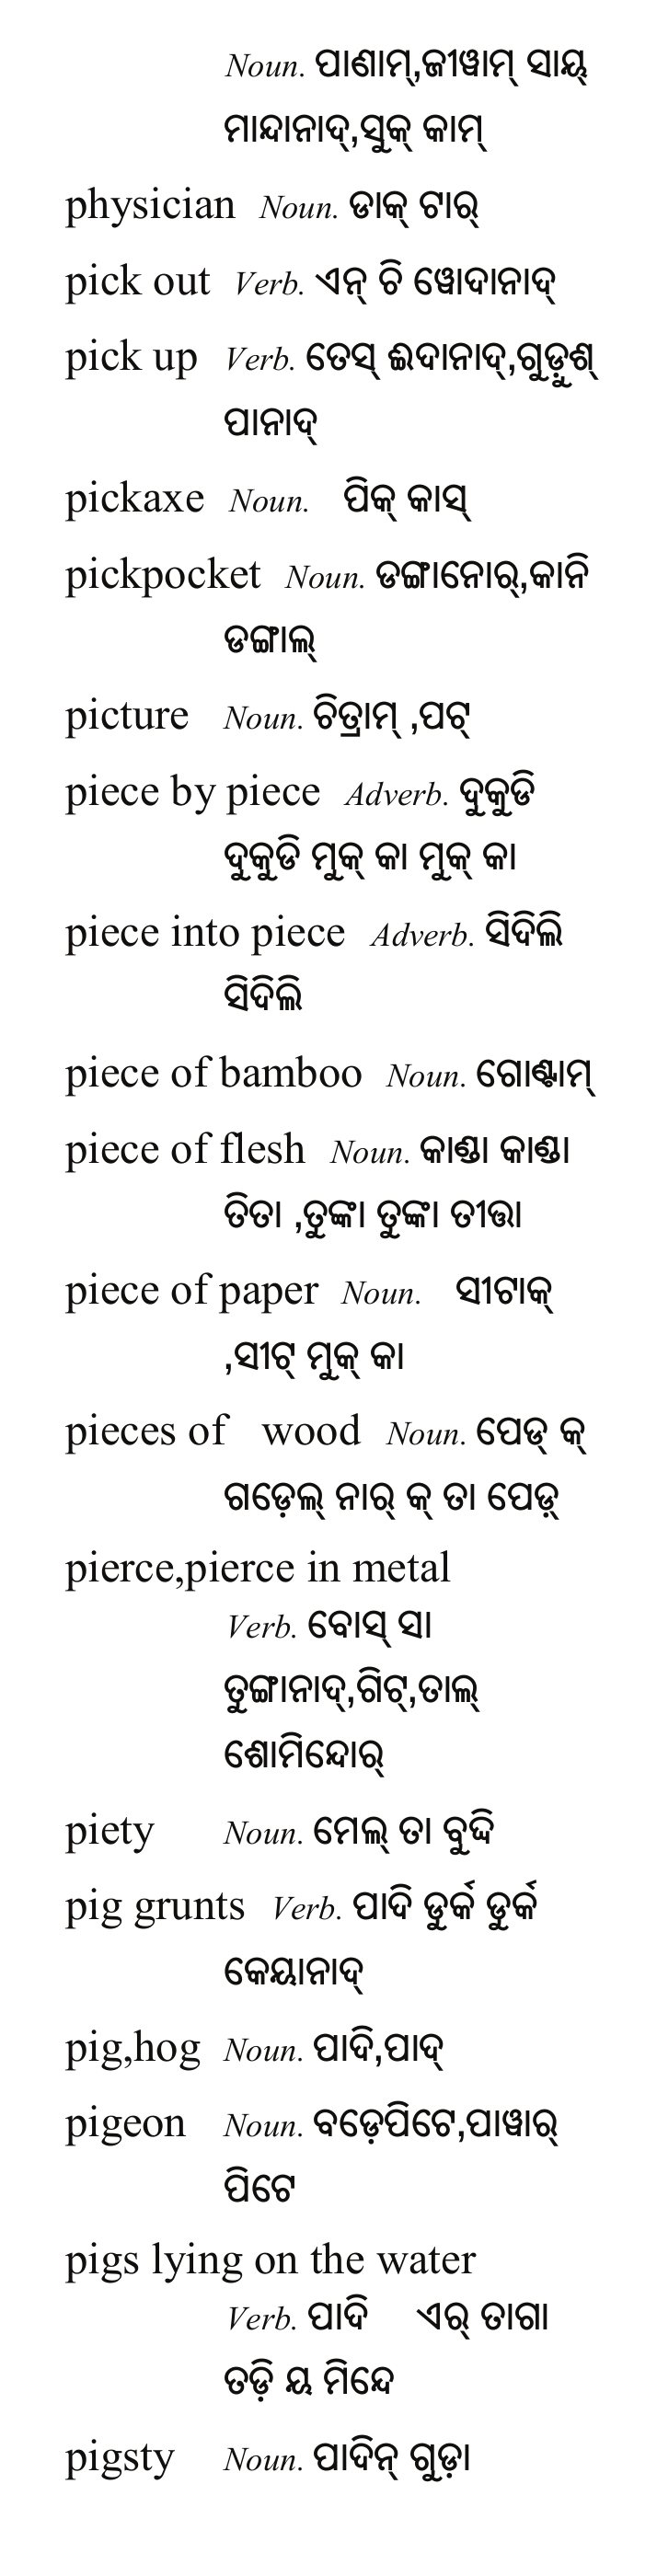 Noun. ପାଣାମ୍,ଜୀୱାମ୍ ସାୟ୍
ମାନ୍ଦାନାଦ୍,ସୁକ୍ କାମ୍
physician Noun. ଡାକ୍ ଟାର୍
pick out Verb. ଏନ୍ ଚି ୱୋଦାନାଦ୍
pick up Verb. ତେସ୍ ଈଦାନାଦ୍,ଗୁଡ଼ୁଶ୍
ପାନାଦ୍
pickaxe Noun. ପିକ୍ କାସ୍
pickpocket Noun. ଡଙ୍ଗାନୋର୍,କାନି
ଡଙ୍ଗାଲ୍
picture Noun. ଚିତ୍ରାମ୍ ,ପଟ୍
piece by piece Adverb. ଦୁକୁଡି
ଦୁକୁଡି ମୁକ୍ କା ମୁକ୍ କା
piece into piece Adverb. ସିଦିଲି
ସିଦିଲି
piece of bamboo Noun. ଗୋଣ୍ଟାମ୍
piece of flesh Noun. କାଣ୍ଡା କାଣ୍ଡା
ତିତା ,ତୁଙ୍କା ତୁଙ୍କା ତୀତ୍ତା
piece of paper Noun. ସୀଟାକ୍
,ସୀଟ୍ ମୁକ୍ କା
pieces of wood Noun. ପେଡ୍ କ୍
ଗଡ଼େଲ୍ ନାର୍ କ୍ ତା ପେଡ଼୍
pierce,pierce in metal
Verb. ବୋସ୍ ସା
ତୁଙ୍ଗାନାଦ୍,ଗିଟ୍,ତାଲ୍
ଶୋମିନ୍ଦୋର୍
piety Noun. ମେଲ୍ ତା ବୁଦ୍ଦି
pig grunts Verb. ପାଦି ଡୁର୍କ ଡୁର୍କ
କେୟାନାଦ୍
pig,hog Noun. ପାଦି,ପାଦ୍
pigeon Noun. ବଡ଼େପିଟେ,ପାୱାର୍
ପିଟେ
pigs lying on the water
Verb. ପାଦି ଏର୍ ତାଗା
ତଡ଼ି ୟ ମିନ୍ଦେ
pigsty Noun. ପାଦିନ୍ ଗୁଡ଼ା